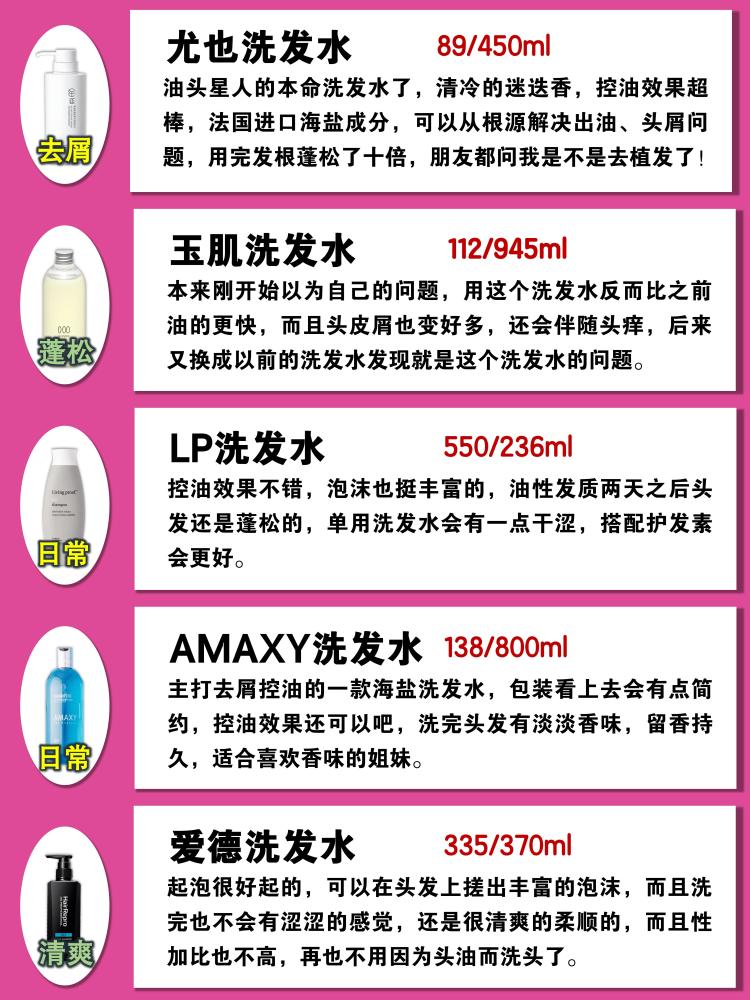 尤也洗发水 89/450ml
油头星人的本命洗发水了，清冷的迷迭香，控油效果超
棒，法国进口海盐成分，可以从根源解决出油、头屑问
题，用完发根蓬松了十倍，朋友都问我是不是去植发了!
去屑
玉肌洗发水 112/945ml
本来刚开始以为自己的问题，用这个洗发水反而比之前
油的更快，而且头皮屑也变好多，还会伴随头痒，后来
又换成以前的洗发水发现就是这个洗发水的问题。
000
蓬松
LP洗发水 550/236ml
控油效果不错，泡沫也挺丰富的，油性发质两天之后头
发还是蓬松的，单用洗发水会有一点干涩，搭配护发素
会更好。
Living proof
日常
AMAXY洗发水 138/800ml
主打去屑控油的一款海盐洗发水，包装看上去会有点简
约，控油效果还可以吧，洗完头发有淡淡香味，留香持
久，适合喜欢香味的姐妹。
AMAXY
日常
爱德洗发水 335/370ml
起泡很好起的，可以在头发上搓出丰富的泡沫，而且洗
完也不会有涩涩的感觉，还是很清爽的柔顺的，而且性
加比也不高，再也不用因为头油而洗头了。
HairRepro
清爽